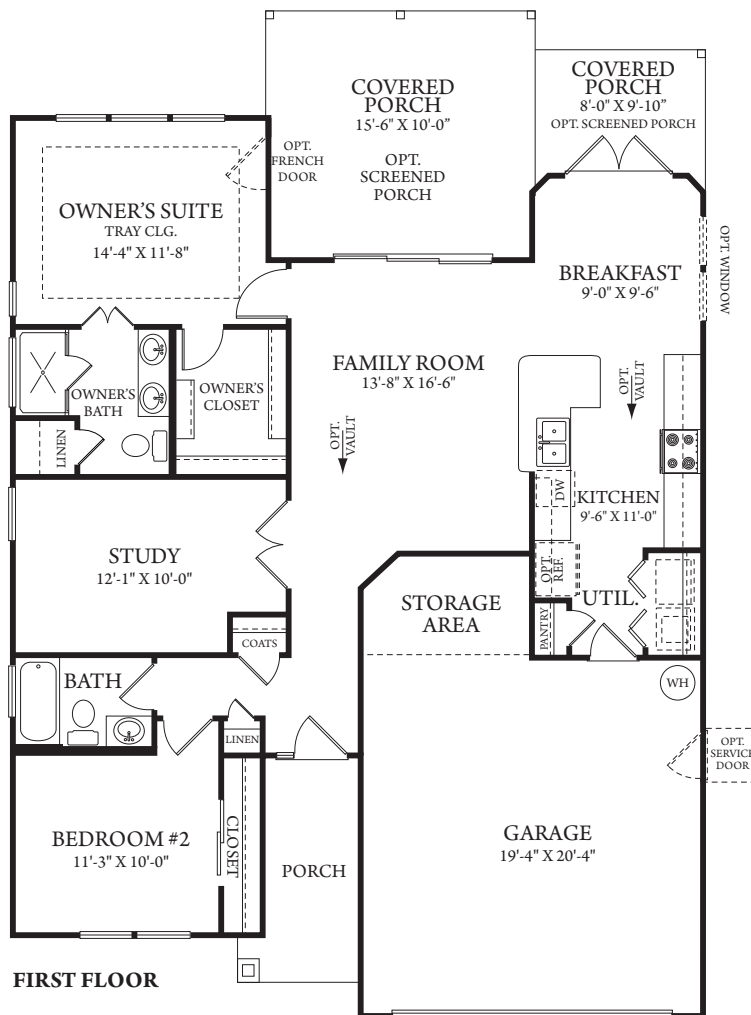 COVERED
PORCH
15'-6" X 10'-0"
OPT.
SCREENED
PORCH
COVERED
PORCH
8'-0" X 9'-10"
OPT. SCREENED PORCH
OPT.
FRENCH
DOOR
OWNER'S SUITE
TRAY CLG.
14'-4" X 11'-8"
OPT. WINDOW
BREAKFAST
9'-0" X 9'-6"
FAMILY ROOM
13'-8" X 16'-6"
OPT.
VAULT
OPT.
VAULT
OWNER'S
BATH
OWNER'S
CLOSET
LINEN
DW
KITCHEN
9'-6" X 11'-0"
STUDY
12'-1" X 10'-0"
OPT.
REF.
UTIL.
STORAGE
AREA
PANTRY
COATS
BATH
WH
LINEN
OPT.
SERVICE
DOOR
BEDROOM #2
11'-3" X 10'-0"
CLOSET
PORCH
GARAGE
19'-4" X 20'-4"
FIRST FLOOR